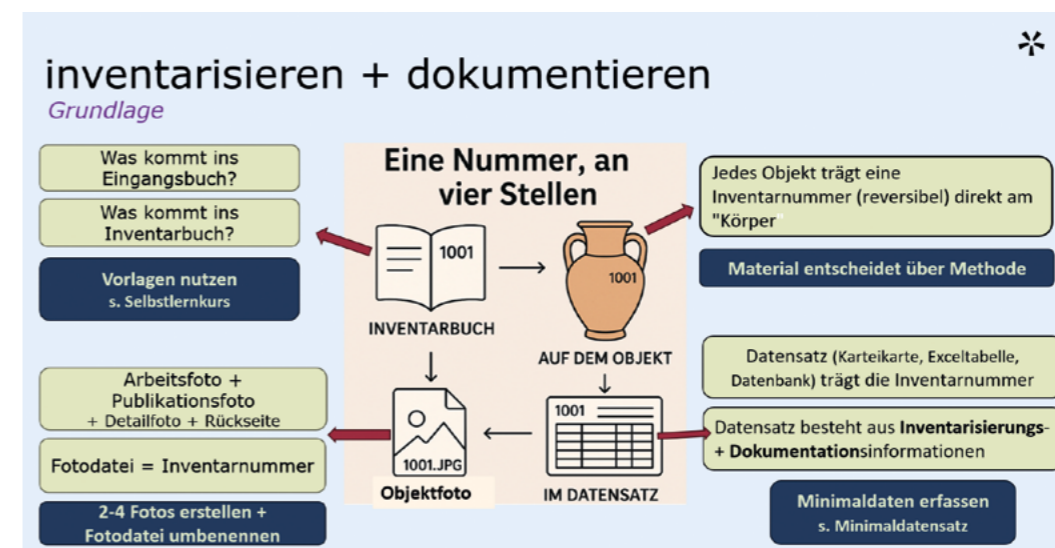 inventarisieren + dokumentieren
*
Grundlage
Was kommt ins
Eingangsbuch?
Was kommt ins
Inventarbuch?
Vorlagen nutzen
s. Selbstlernkurs
Eine Nummer, an
vier Stellen
1001
INVENTARBUCH
1001
AUF DEM OBJEKT
1001.JPG
Objektfoto
1001
IM DATENSATZ
Jedes Objekt trägt eine
Inventarnummer (reversibel) direkt am
"Körper"
Material entscheidet über Methode
Arbeitsfoto +
Publikationsfoto
+ Detailfoto + Rückseite
Fotodatei = Inventarnummer
2-4 Fotos erstellen +
Fotodatei umbenennen
Datensatz (Karteikarte, Exceltabelle,
Datenbank) trägt die Inventarnummer
Datensatz besteht aus Inventarisierungs-
+ Dokumentationsinformationen
Minimaldaten erfassen
s. Minimaldatensatz